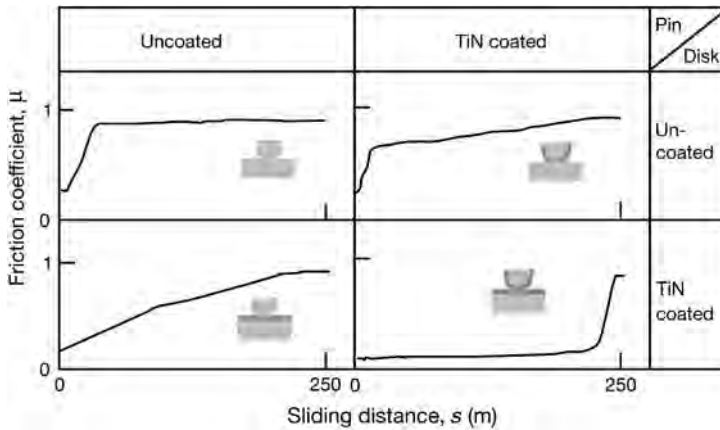 Uncoated
TiN coated
Pin
Disk
Friction coefficient, μ
1
0
Un-
coated
1
0
TiN
coated
0
250
0
250
Sliding distance, s (m)